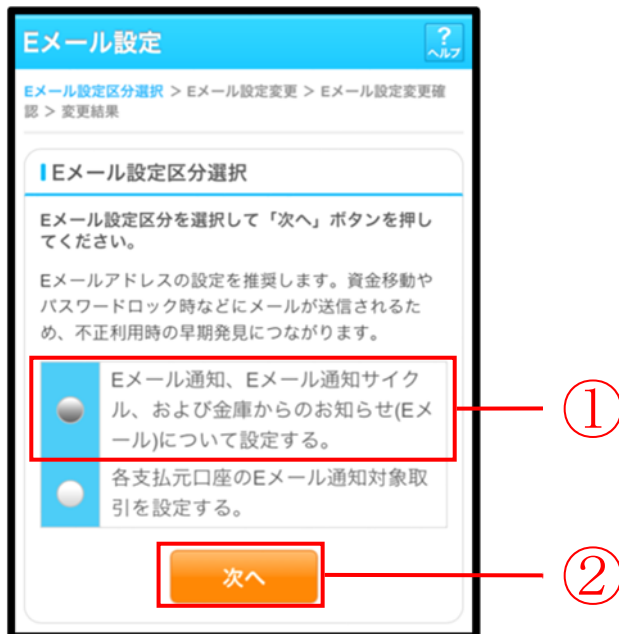 Eメール設定
?
ヘルプ
Eメール設定区分選択 > Eメール設定変更 > Eメール設定変更確
認 > 変更結果
Eメール設定区分選択
Eメール設定区分を選択して「次へ」ボタンを押し
てください。
Eメールアドレスの設定を推奨します。資金移動や
パスワードロック時などにメールが送信されるた
め、不正利用時の早期発見につながります。
Eメール通知、Eメール通知サイク
ル、および金庫からのお知らせ(Eメ
ール)について設定する。
①
各支払元口座のEメール通知対象取
引を設定する。
次へ
②